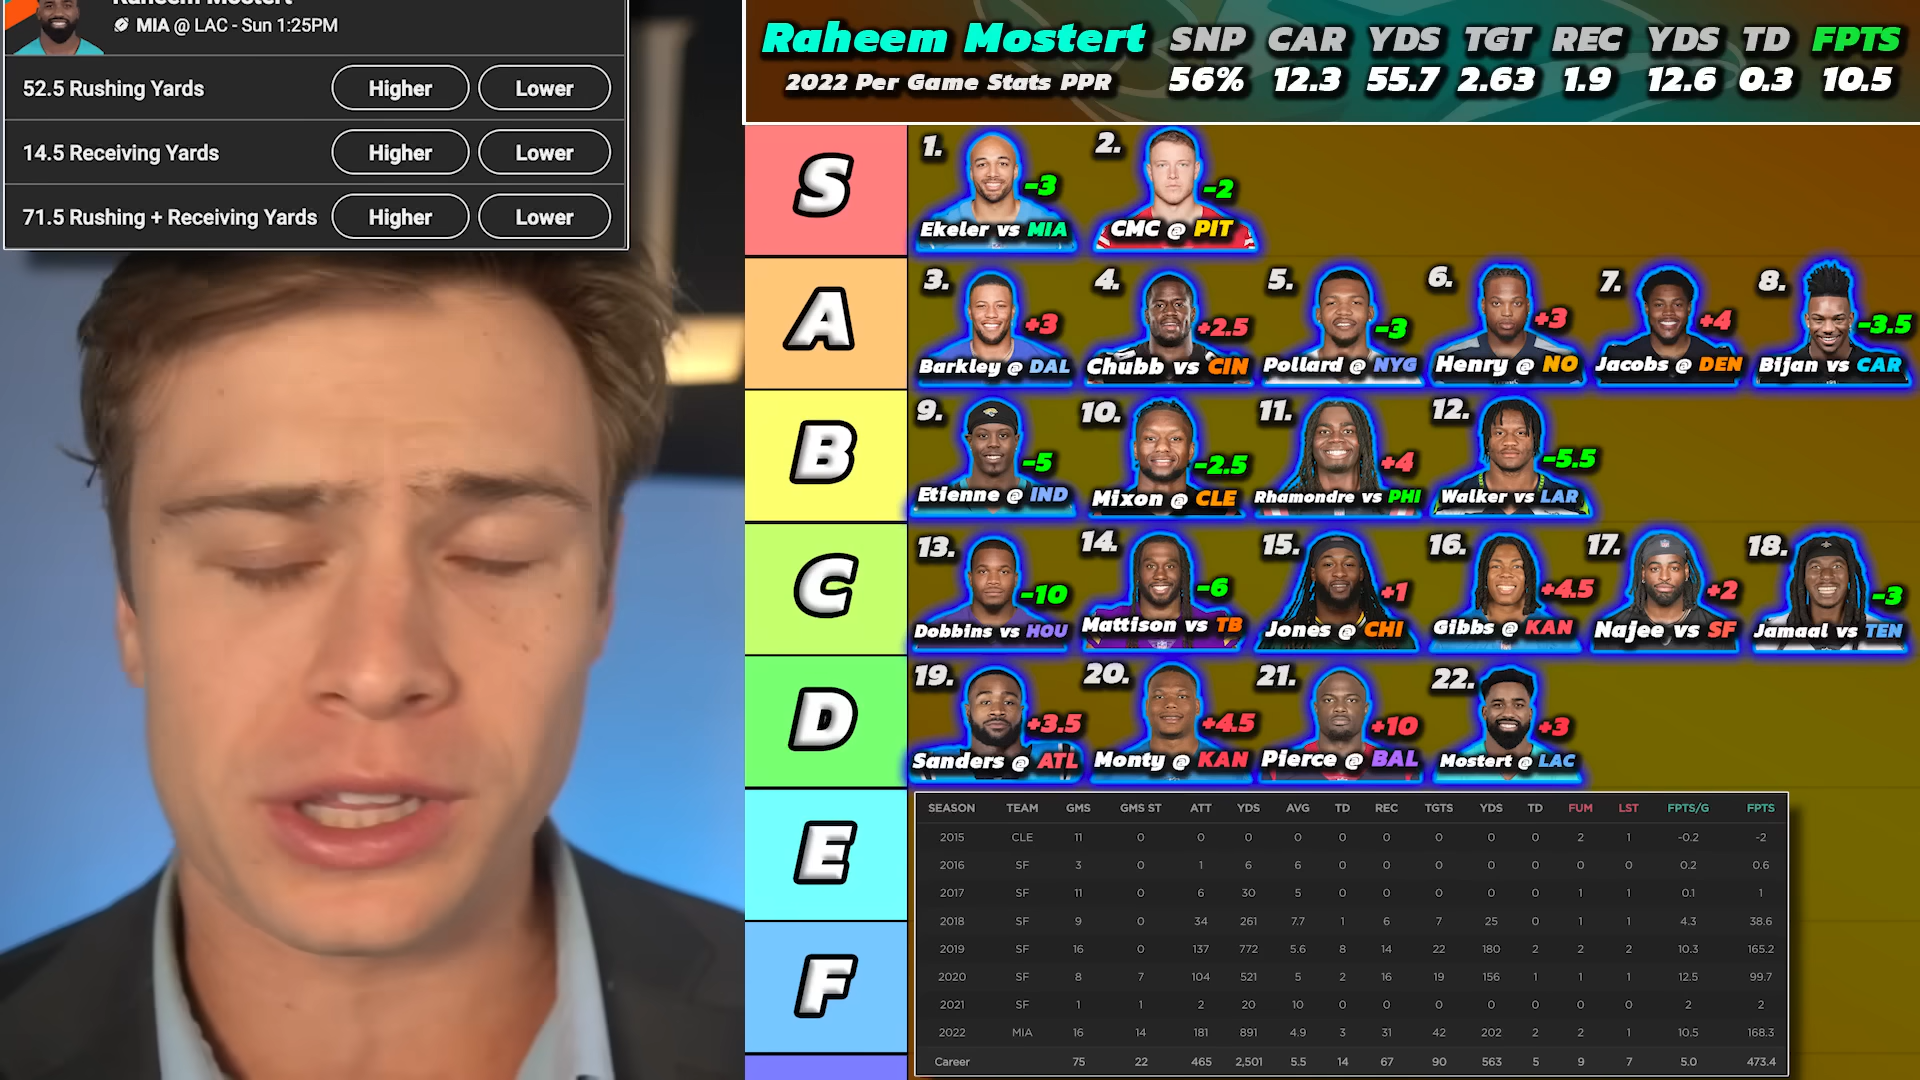 Raheem Mostert
MIA @ LAC - Sun 1:25PM
52.5 Rushing Yards Higher Lower
14.5 Receiving Yards Higher Lower
71.5 Rushing + Receiving Yards Higher Lower
Raheem Mostert SNP CAR YDS TGT REC YDS TD FPTS
2022 Per Game Stats PPR 56% 12.3 55.7 2.63 1.9 12.6 0.3 10.5
S
1. -3 Ekeler vs MIA
2. -2 CMC @ PIT
A
3. +3 Barkley @ DAL
4. +2.5 Chubb vs CIN
5. -3 Pollard @ NYG
6. +3 Henry @ NO
7. +4 Jacobs @ DEN
8. -3.5 Bijan vs CAR
B
9. -5 Etienne @ IND
10. -2.5 Mixon @ CLE
11. +4 Rhamondre vs PHI
12. -5.5 Walker vs LAR
C
13. -10 Dobbins vs HOU
14. -6 Mattison vs TB
15. +1 Jones @ CHI
16. +4.5 Gibbs @ KAN
17. +2 Najee vs SF
18. -3 Jamaal vs TEN
D
19. +3.5 Sanders @ ATL
20. +4.5 Monty @ KAN
21. +10 Pierce @ BAL
22. +3 Mostert @ LAC
E
F
SEASON TEAM GMS GMS ST ATT YDS AVG TD REC TGTS YDS TD FUM LST FPTS/G FPTS
2015 CLE 11 0 0 0 0 0 0 0 0 0 2 1 -0.2 -2
2016 SF 3 0 1 6 6 0 0 0 0 0 0 0 0.2 0.6
2017 SF 11 0 6 30 5 0 0 0 0 0 1 1 0.1 1
2018 SF 9 0 34 261 7.7 1 6 7 25 0 1 1 4.3 38.6
2019 SF 16 0 137 772 5.6 8 14 22 180 2 2 2 10.3 165.2
2020 SF 8 7 104 521 5 2 16 19 156 1 1 1 12.5 99.7
2021 SF 1 1 2 20 10 0 0 0 0 0 0 0 2 2
2022 MIA 16 14 181 891 4.9 3 31 42 202 2 2 1 10.5 168.3
Career 75 22 465 2,501 5.5 14 67 90 563 5 9 7 5.0 473.4